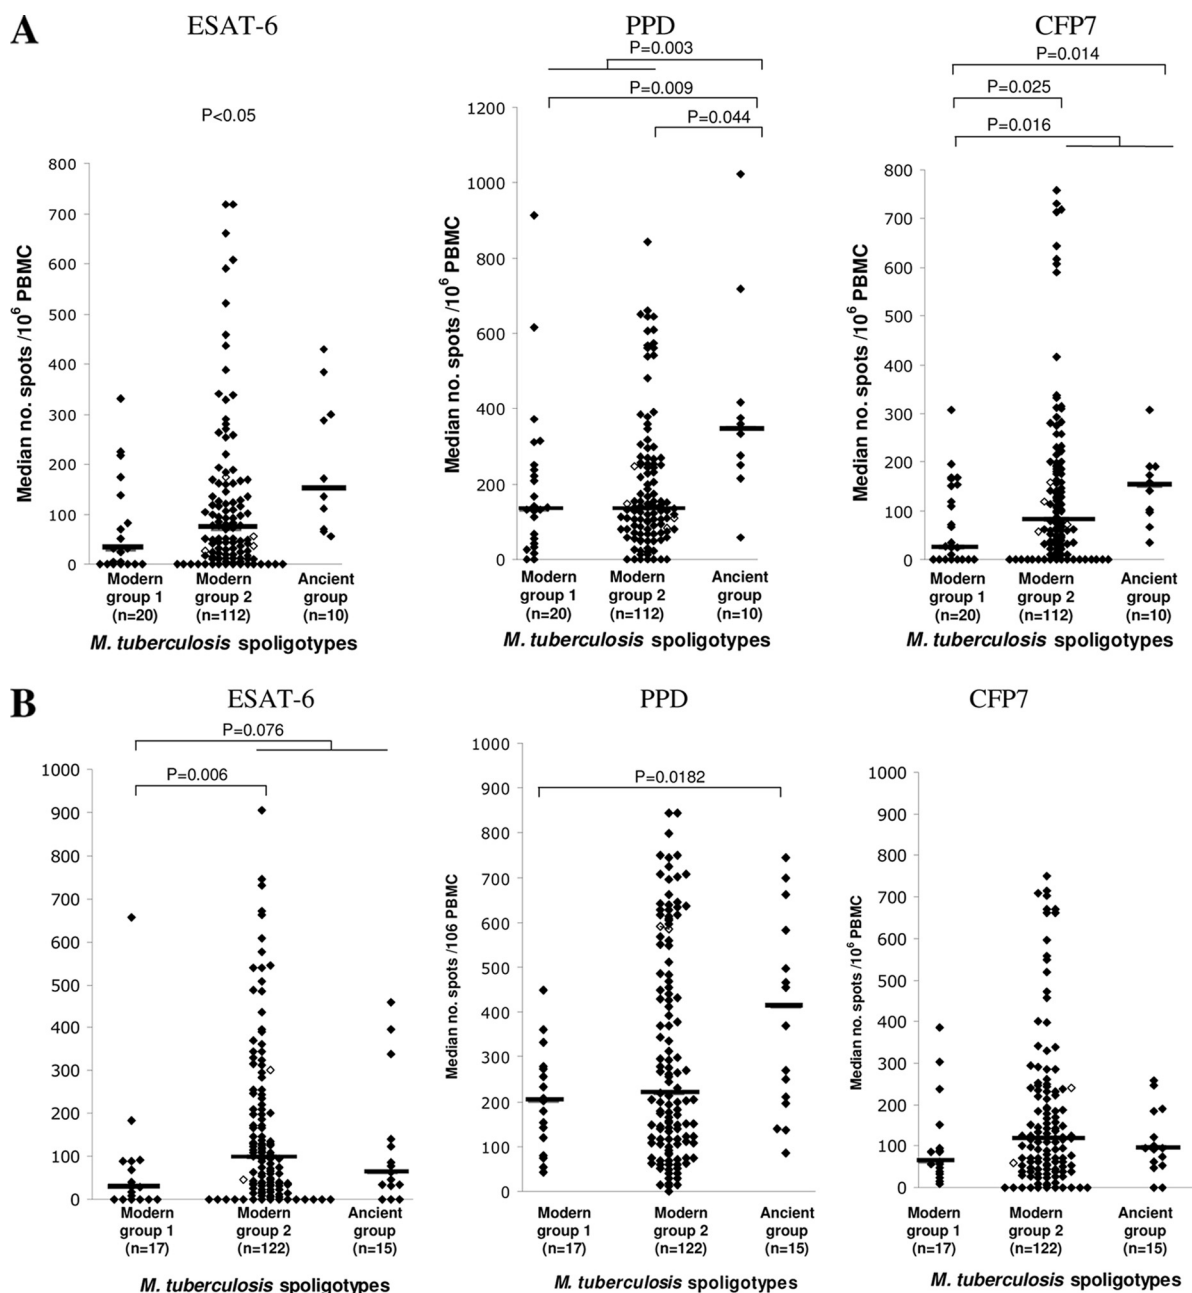 A
ESAT-6
P<0.05
Median no. spots /10⁶ PBMC
800
700
600
500
400
300
200
100
0
Modern group 1 (n=20)
Modern group 2 (n=112)
Ancient group (n=10)
M. tuberculosis spoligotypes
PPD
P=0.003
P=0.009
P=0.044
Median no. spots /10⁶ PBMC
1200
1000
800
600
400
200
0
Modern group 1 (n=20)
Modern group 2 (n=112)
Ancient group (n=10)
M. tuberculosis spoligotypes
CFP7
P=0.014
P=0.025
P=0.016
Median no. spots /10⁶ PBMC
800
700
600
500
400
300
200
100
0
Modern group 1 (n=20)
Modern group 2 (n=112)
Ancient group (n=10)
M. tuberculosis spoligotypes
B
ESAT-6
P=0.076
P=0.006
1000
900
800
700
600
500
400
300
200
100
0
Modern group 1 (n=17)
Modern group 2 (n=122)
Ancient group (n=15)
M. tuberculosis spoligotypes
PPD
P=0.0182
Median no. spots /106 PBMC
1000
900
800
700
600
500
400
300
200
100
0
Modern group 1 (n=17)
Modern group 2 (n=122)
Ancient group (n=15)
M. tuberculosis spoligotypes
CFP7
Median no. spots /10⁶ PBMC
1000
900
800
700
600
500
400
300
200
100
0
Modern group 1 (n=17)
Modern group 2 (n=122)
Ancient group (n=15)
M. tuberculosis spoligotypes